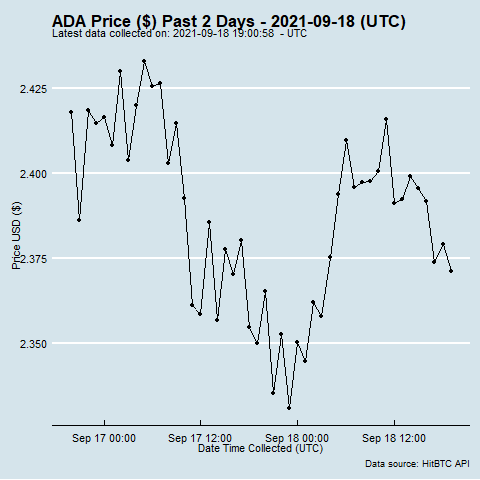 ADA Price ($) Past 2 Days - 2021-09-18 (UTC)
Latest data collected on: 2021-09-18 19:00:58  - UTC
2.425
2.400
2.375
2.350
Price USD ($)
Sep 17 00:00
Sep 17 12:00
Sep 18 00:00
Sep 18 12:00
Date Time Collected (UTC)
Data source: HitBTC API